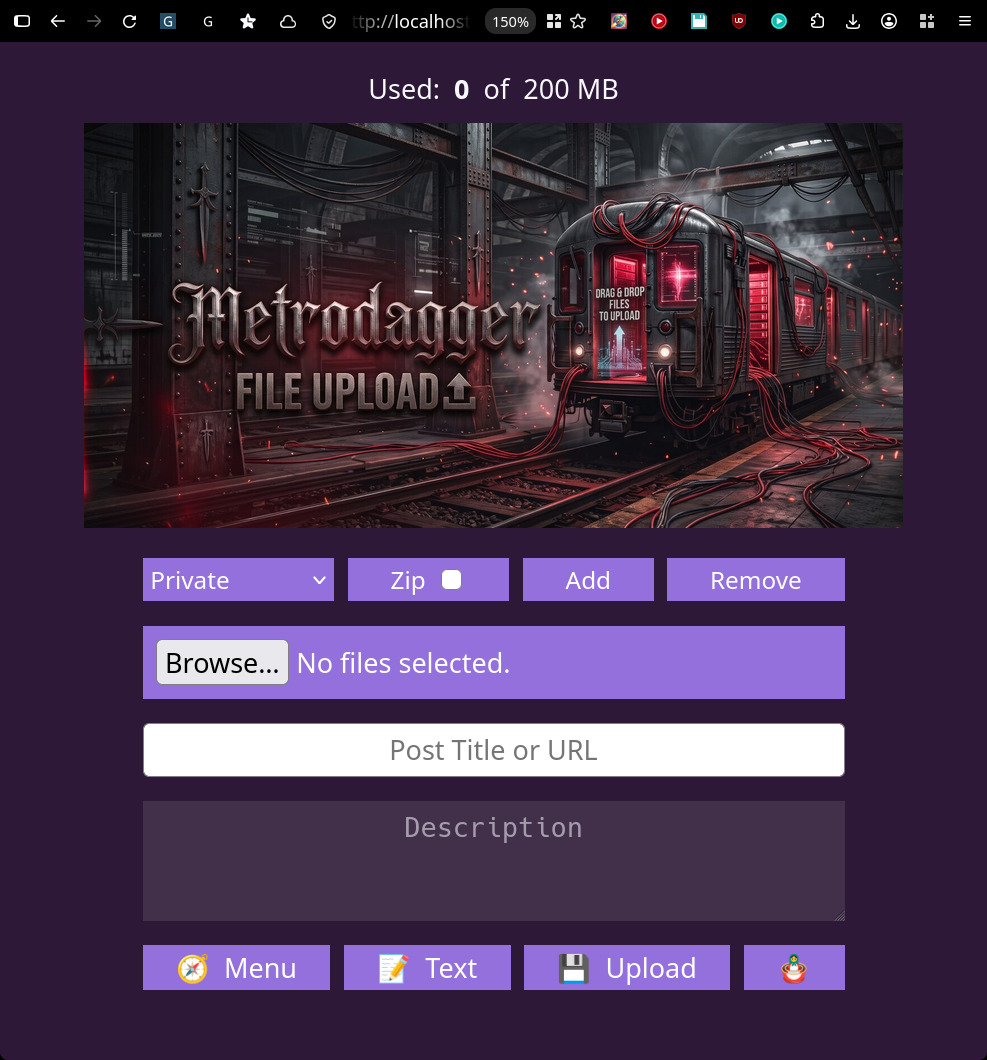 G
G
ttp://localhost
150%
UD
Used: 0 of 200 MB
Metrodagger
FILE UPLOAD
DRAG & DROP
FILES
TO UPLOAD
Private
Zip
Add
Remove
Browse...
No files selected.
Post Title or URL
Description
Menu
Text
Upload